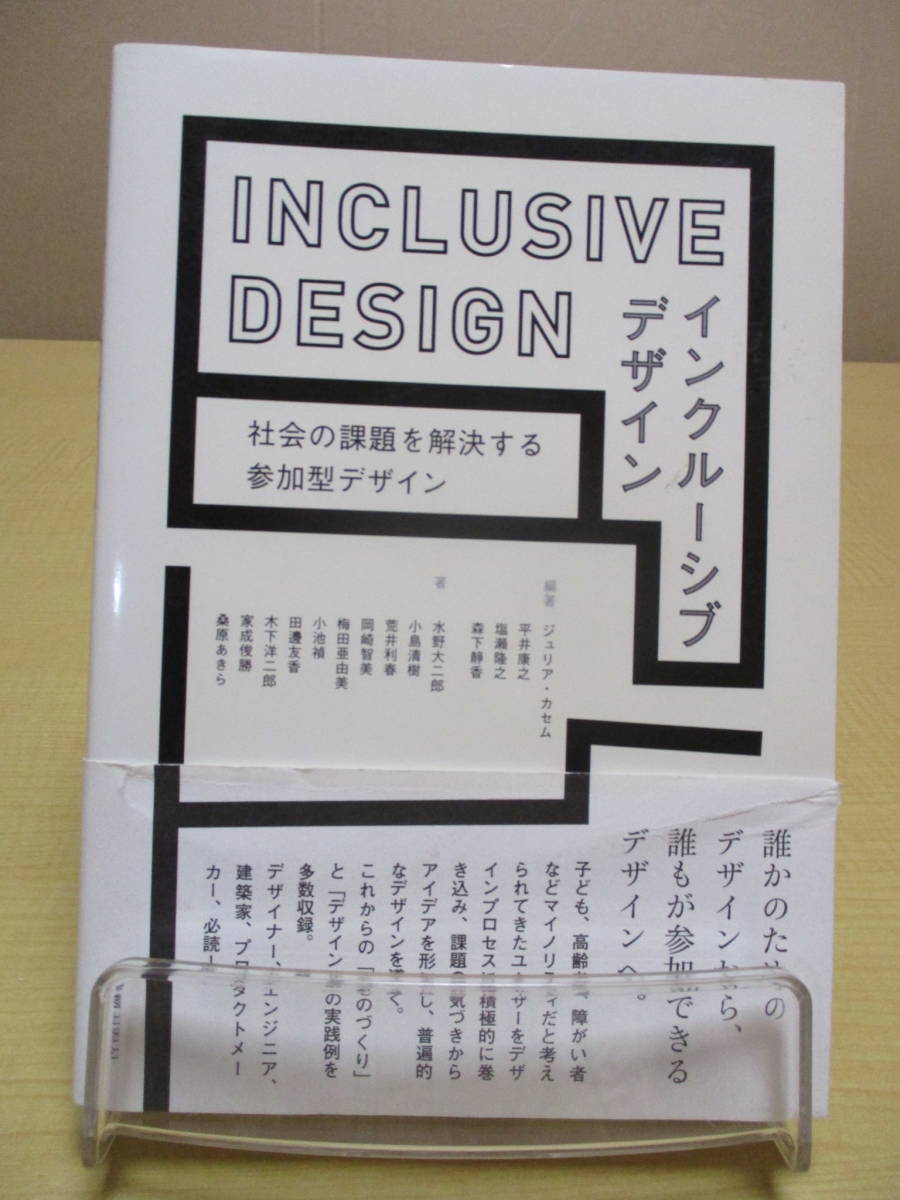 INCLUSIVE
DESIGN
インクルーシブ
デザイン
社会の課題を解決する
参加型デザイン
編著
ジュリア・カセム
平井康之
塩瀬隆之
森下静香
著
水野大二郎
小島清樹
荒井利春
岡崎智美
梅田亜由美
小池禎
田邊友香
木下洋二郎
家成俊勝
桑原あきら
誰かのための
デザインから、
誰もが参加できる
デザインへ。
子ども、高齢者、障がい者
などマイノリティだと考え
られてきたユーザーをデザ
インプロセスに積極的に巻
き込み、課題の気づきから
アイデアを形にし、普遍的
なデザインを導く。
これからの「ものづくり」
と「デザイン」の実践例を
多数収録。
デザイナー、エンジニア、
建築家、プロダクトメー
カー、必読